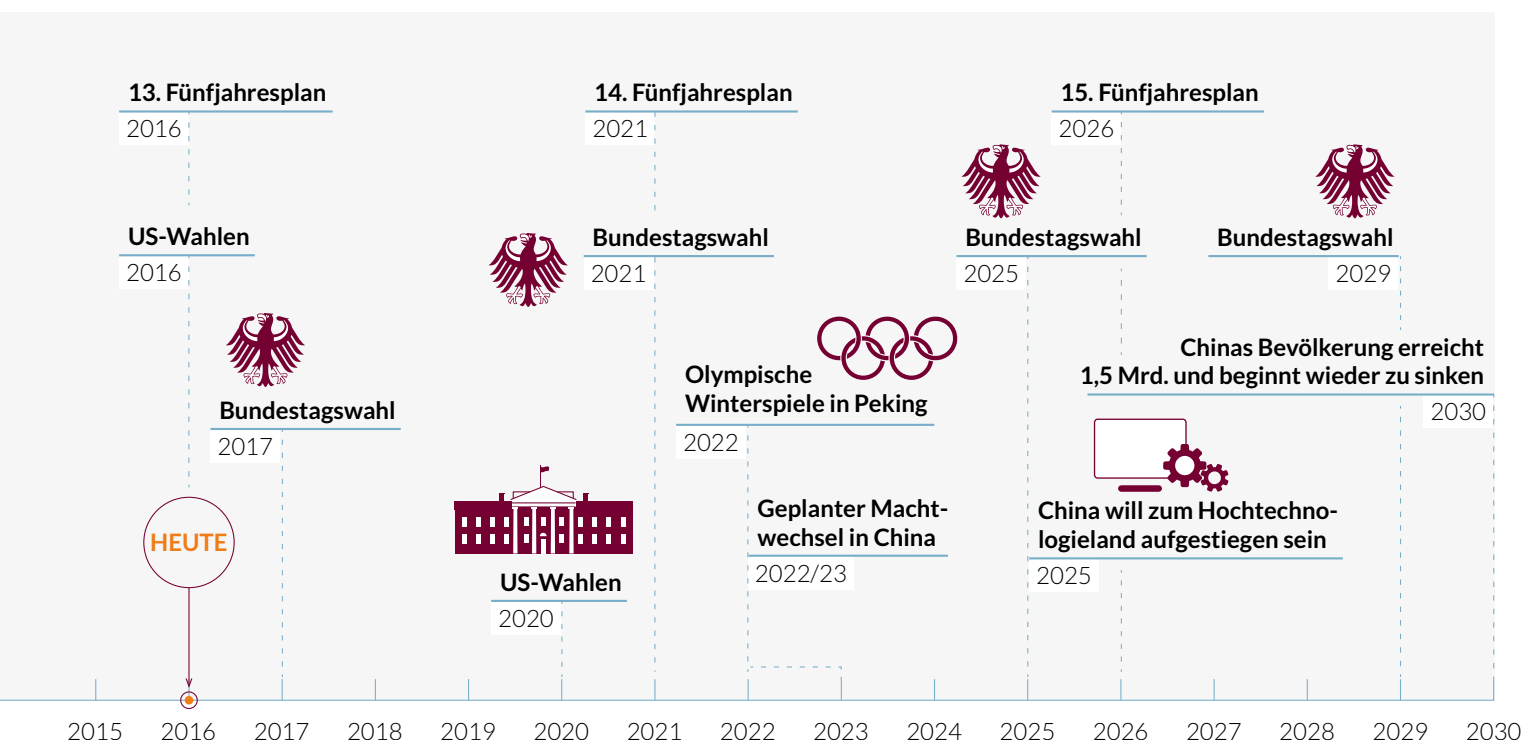 13. Fünfjahresplan
2016
14. Fünfjahresplan
2021
15. Fünfjahresplan
2026
US-Wahlen
2016
Bundestagswahl
2021
Bundestagswahl
2025
Bundestagswahl
2029
Bundestagswahl
2017
Olympische
Winterspiele in Peking
2022
Chinas Bevölkerung erreicht
1,5 Mrd. und beginnt wieder zu sinken
2030
HEUTE
US-Wahlen
2020
Geplanter Macht-
wechsel in China
2022/23
China will zum Hochtechno-
logieland aufgestiegen sein
2025
2015 2016 2017 2018 2019 2020 2021 2022 2023 2024 2025 2026 2027 2028 2029 2030